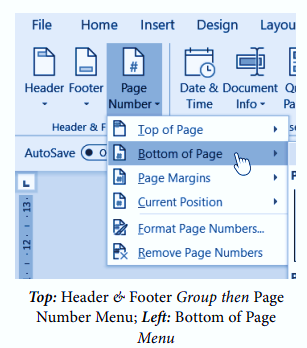 File Home Insert Design Layou
Header Footer Page Number Date & Time Document Info
Header & F
Top of Page
AutoSave
Bottom of Page
Page Margins
Current Position
Format Page Numbers...
Remove Page Numbers
13
12
Top: Header & Footer Group then Page
Number Menu; Left: Bottom of Page
Menu